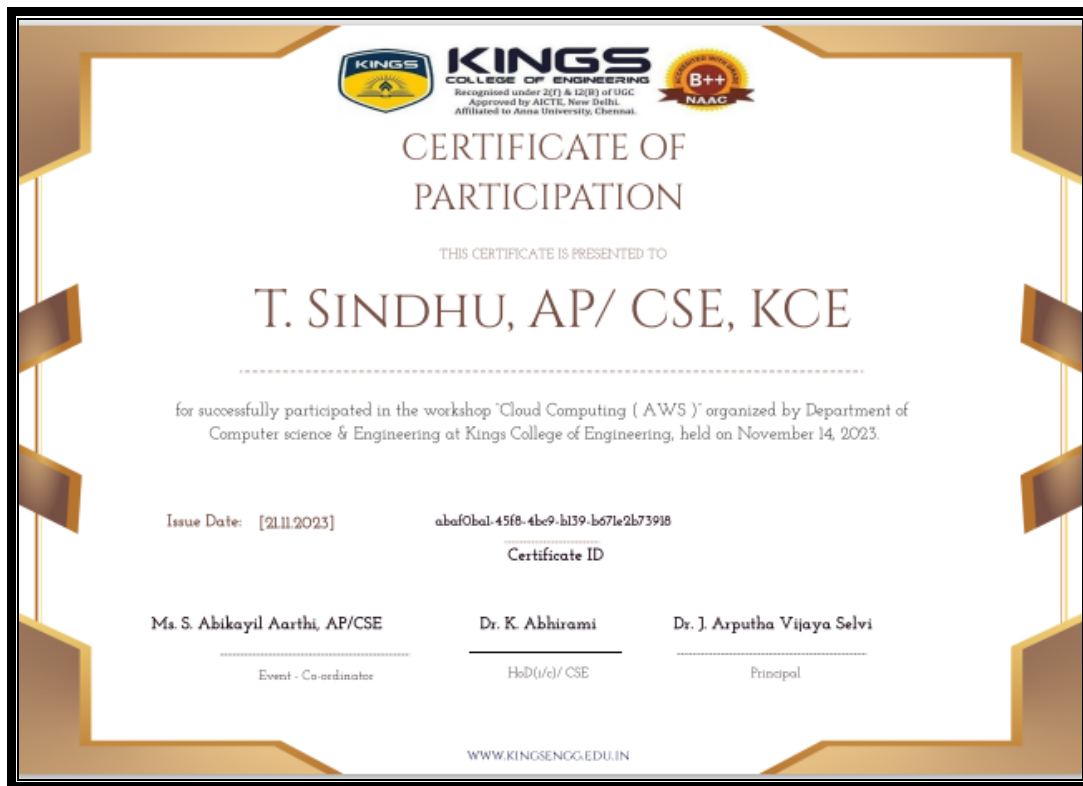 KINGS
KINGS
COLLEGE OF ENGINEERING
Recognised under 2(f) & 12(B) of UGC
Approved by AICTE, New Delhi.
Affiliated to Anna University, Chennai.
ACCREDITED WITH GRADE
B++
NAAC
CERTIFICATE OF
PARTICIPATION
THIS CERTIFICATE IS PRESENTED TO
T. SINDHU, AP/ CSE, KCE
for successfully participated in the workshop "Cloud Computing ( AWS )" organized by Department of
Computer science & Engineering at Kings College of Engineering, held on November 14, 2023.
Issue Date: [21.11.2023]
abaf0ba1-45f8-4bc9-b139-b671e2b73918
Certificate ID
Ms. S. Abikayil Aarthi, AP/CSE
Dr. K. Abhirami
Dr. J. Arputha Vijaya Selvi
Event - Co-ordinator
HoD(i/c)/ CSE
Principal
WWW.KINGSENGG.EDU.IN